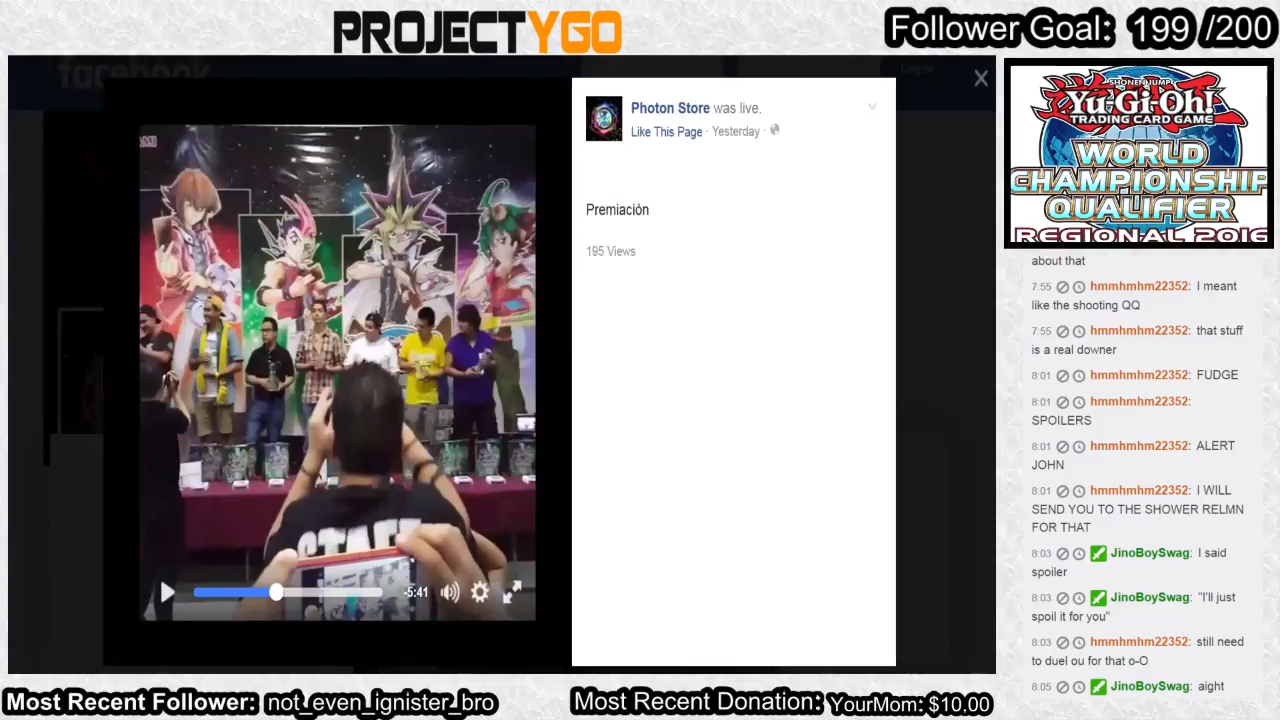 PROJECTYGO
Follower Goal: 199 /200
facebook
Log In
Photon Store was live.
Like This Page · Yesterday ·
Premiación
195 Views
STAFF
-5:41
SHONEN JUMP
Yu-Gi-Oh!
TRADING CARD GAME
WORLD
CHAMPIONSHIP
QUALIFIER
REGIONAL 2016
about that
7:55 hmmhmhm22352: I meant
like the shooting QQ
7:55 hmmhmhm22352: that stuff
is a real downer
8:01 hmmhmhm22352: FUDGE
8:01 hmmhmhm22352:
SPOILERS
8:01 hmmhmhm22352: ALERT
JOHN
8:01 hmmhmhm22352: I WILL
SEND YOU TO THE SHOWER RELMN
FOR THAT
8:03 JinoBoySwag: I said
spoiler
8:03 JinoBoySwag: "I'll just
spoil it for you"
8:03 hmmhmhm22352: still need
to duel ou for that o-O
8:05 JinoBoySwag: aight
Most Recent Follower: not_even_ignister_bro
Most Recent Donation: YourMom: $10.00